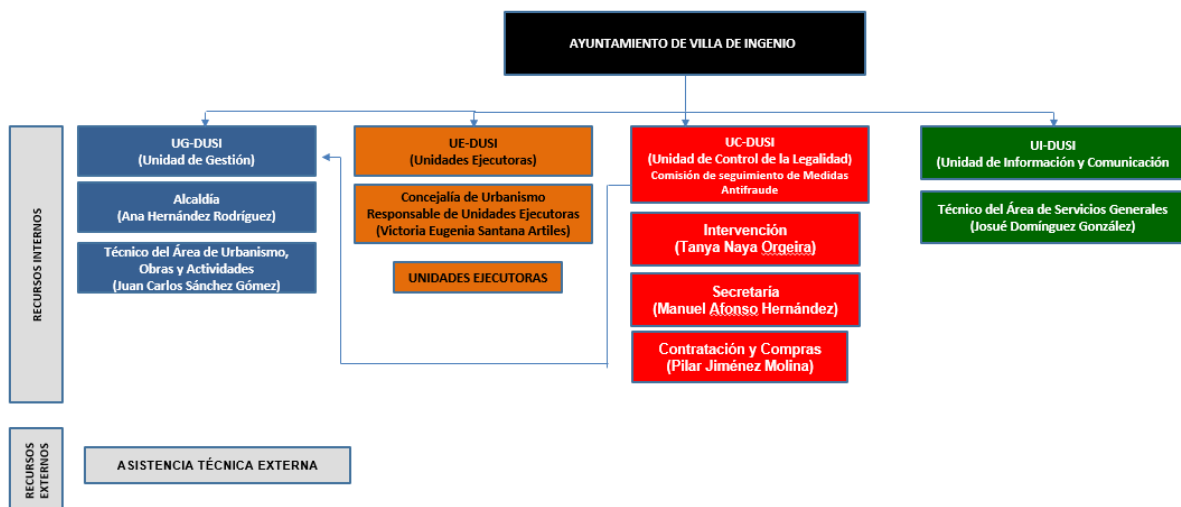 AYUNTAMIENTO DE VILLA DE INGENIO
RECURSOS INTERNOS
UG-DUSI
(Unidad de Gestión)
Alcaldía
(Ana Hernández Rodríguez)
Técnico del Área de Urbanismo,
Obras y Actividades
(Juan Carlos Sánchez Gómez)
UE-DUSI
(Unidades Ejecutoras)
Concejalía de Urbanismo
Responsable de Unidades Ejecutoras
(Victoria Eugenia Santana Artiles)
UNIDADES EJECUTORAS
UC-DUSI
(Unidad de Control de la Legalidad)
Comisión de seguimiento de Medidas
Antifraude
Intervención
(Tanya Naya Orgeira)
Secretaría
(Manuel Afonso Hernández)
Contratación y Compras
(Pilar Jiménez Molina)
UI-DUSI
(Unidad de Información y Comunicación
Técnico del Área de Servicios Generales
(Josué Domínguez González)
RECURSOS
EXTERNOS
ASISTENCIA TÉCNICA EXTERNA